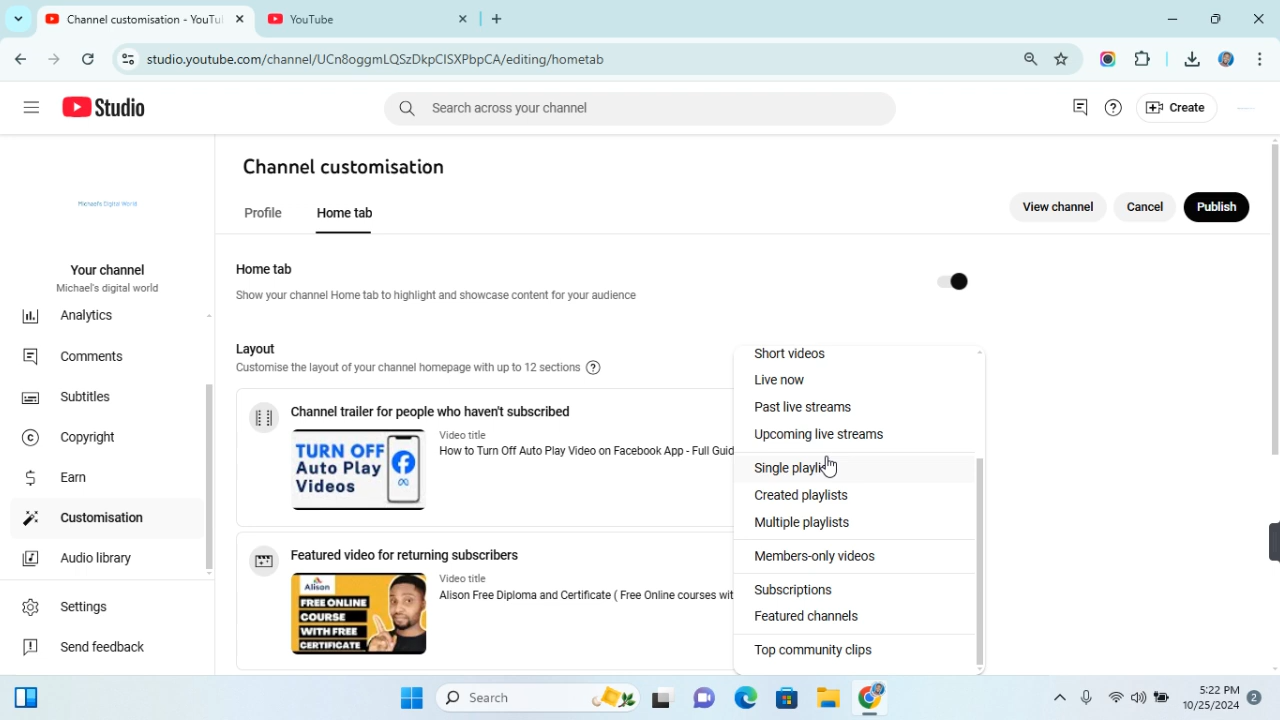 Channel customisation - YouTu
YouTube
studio.youtube.com/channel/UCn8oggmLQSzDkpCISXPbpCA/editing/hometab
Studio
Search across your channel
Create
Michael's Digital World
Your channel
Michael's digital world
Analytics
Comments
Subtitles
Copyright
Earn
Customisation
Audio library
Settings
Send feedback
Channel customisation
Profile
Home tab
View channel
Cancel
Publish
Home tab
Show your channel Home tab to highlight and showcase content for your audience
Layout
Customise the layout of your channel homepage with up to 12 sections
Channel trailer for people who haven't subscribed
TURN OFF
Auto Play
Videos
Meta
Video title
How to Turn Off Auto Play Video on Facebook App - Full Guid
Featured video for returning subscribers
Alison
FREE ONLINE
COURSE
WITH FREE
CERTIFICATE
Video title
Alison Free Diploma and Certificate ( Free Online courses wit
Short videos
Live now
Past live streams
Upcoming live streams
Single playli
Created playlists
Multiple playlists
Members-only videos
Subscriptions
Featured channels
Top community clips
Search
5:22 PM
10/25/2024
2